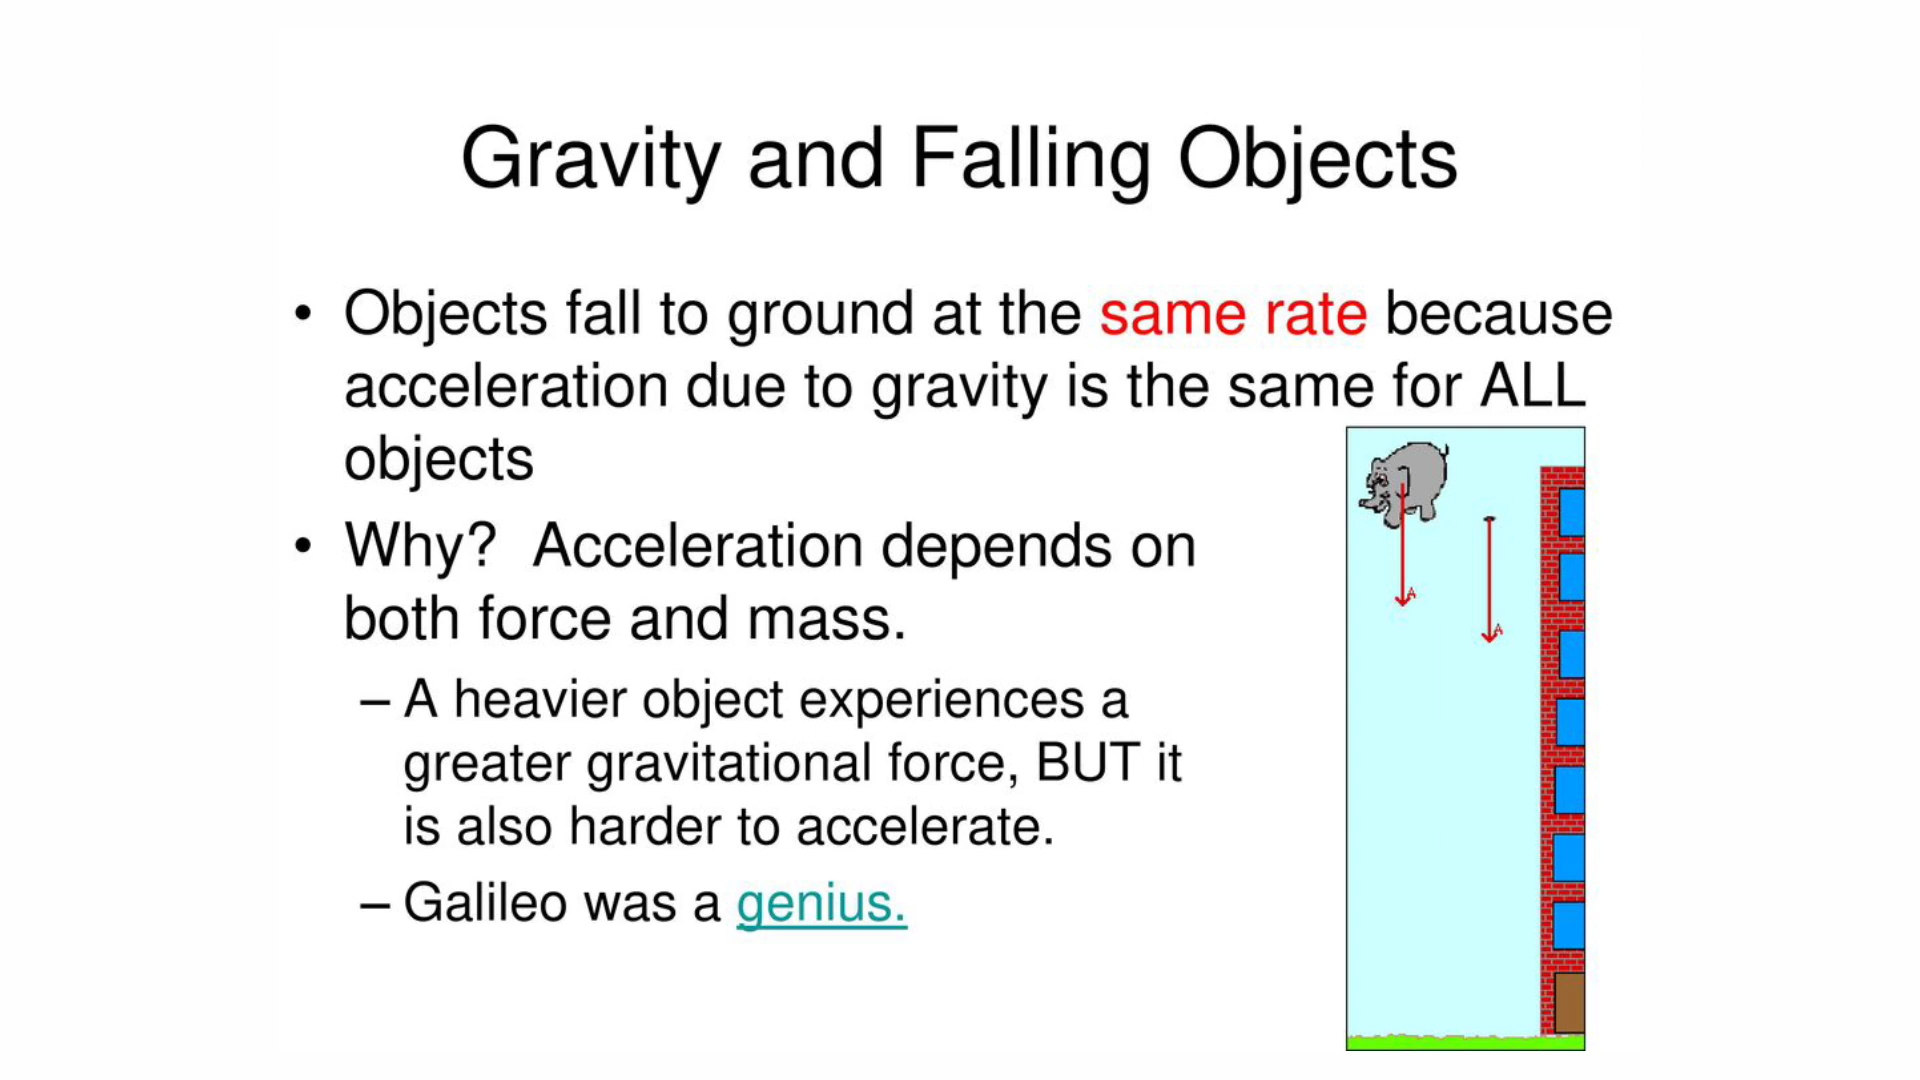 Gravity and Falling Objects
• Objects fall to ground at the same rate because
acceleration due to gravity is the same for ALL
objects
• Why?  Acceleration depends on
both force and mass.
– A heavier object experiences a
greater gravitational force, BUT it
is also harder to accelerate.
– Galileo was a genius.
A
A